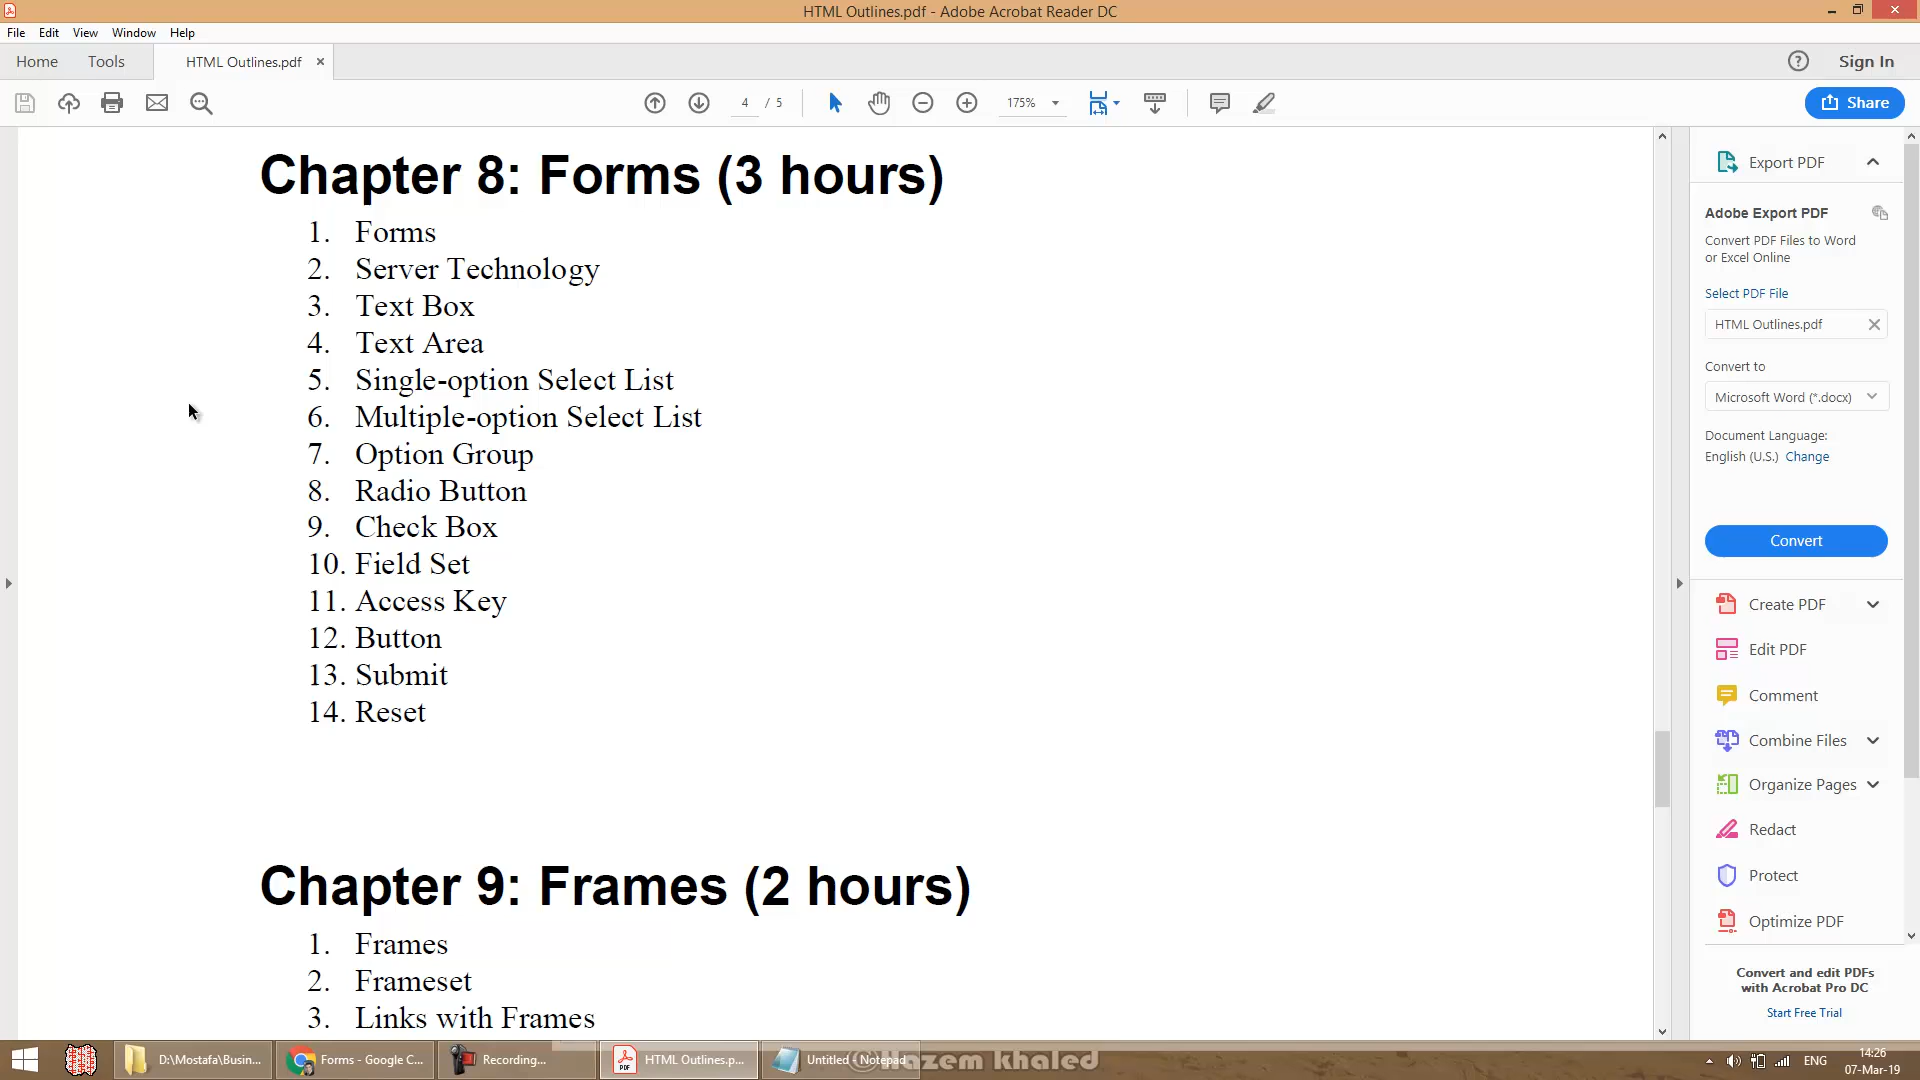 HTML Outlines.pdf - Adobe Acrobat Reader DC
File Edit View Window Help
Home Tools HTML Outlines.pdf × Sign In
4 / 5 175% Share
Chapter 8: Forms (3 hours)
1. Forms
2. Server Technology
3. Text Box
4. Text Area
5. Single-option Select List
6. Multiple-option Select List
7. Option Group
8. Radio Button
9. Check Box
10. Field Set
11. Access Key
12. Button
13. Submit
14. Reset
Chapter 9: Frames (2 hours)
1. Frames
2. Frameset
3. Links with Frames
Export PDF
Adobe Export PDF
Convert PDF Files to Word
or Excel Online
Select PDF File
HTML Outlines.pdf
Convert to
Microsoft Word (*.docx)
Document Language:
English (U.S.) Change
Convert
Create PDF
Edit PDF
Comment
Combine Files
Organize Pages
Redact
Protect
Optimize PDF
Convert and edit PDFs
with Acrobat Pro DC
Start Free Trial
D:\Mostafa\Busin... Forms - Google C... Recording... HTML Outlines.p... Untitled - Notepad ENG 14:26
07-Mar-19
©Hazem khaled